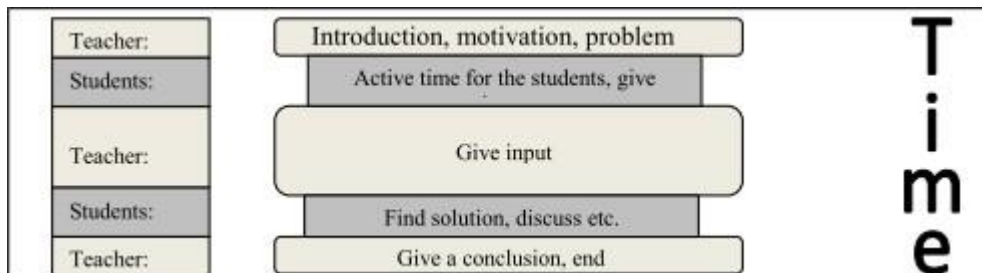 Teacher: Introduction, motivation, problem
Students: Active time for the students, give
Teacher: Give input
Students: Find solution, discuss etc.
Teacher: Give a conclusion, end
Time